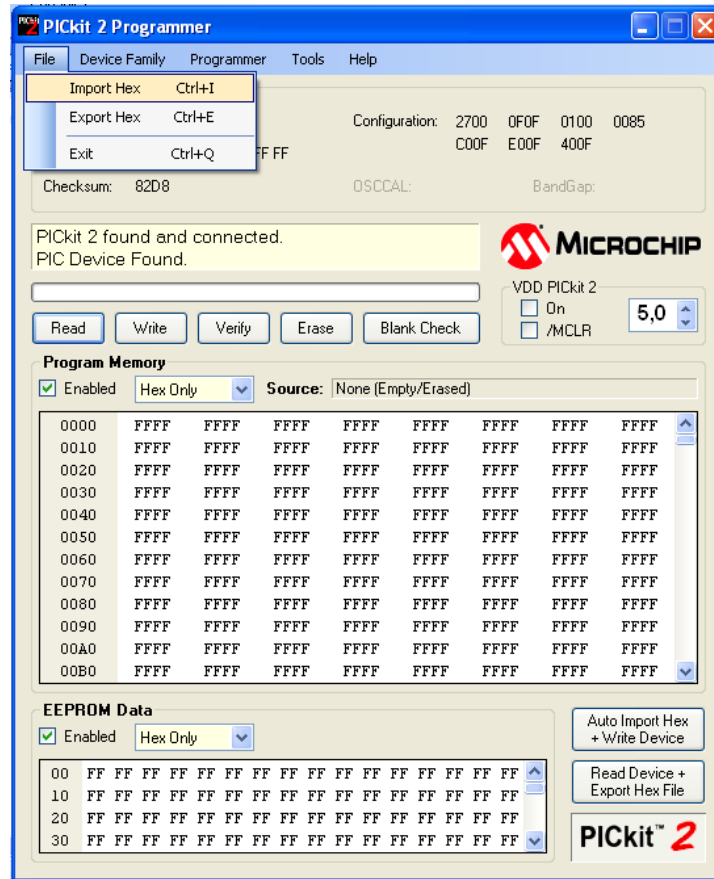 PICkit 2 Programmer
File Device Family Programmer Tools Help
Import Hex Ctrl+I
Export Hex Ctrl+E
Exit Ctrl+Q
FF FF
Configuration: 2700 0F0F 0100 0085
C00F E00F 400F
Checksum: 82D8 OSCCAL: BandGap:
PICkit 2 found and connected.
PIC Device Found.
MICROCHIP
VDD PICkit 2
On
/MCLR
5,0
Read Write Verify Erase Blank Check
Program Memory
Enabled Hex Only Source: None (Empty/Erased)
0000 FFFF FFFF FFFF FFFF FFFF FFFF FFFF FFFF
0010 FFFF FFFF FFFF FFFF FFFF FFFF FFFF FFFF
0020 FFFF FFFF FFFF FFFF FFFF FFFF FFFF FFFF
0030 FFFF FFFF FFFF FFFF FFFF FFFF FFFF FFFF
0040 FFFF FFFF FFFF FFFF FFFF FFFF FFFF FFFF
0050 FFFF FFFF FFFF FFFF FFFF FFFF FFFF FFFF
0060 FFFF FFFF FFFF FFFF FFFF FFFF FFFF FFFF
0070 FFFF FFFF FFFF FFFF FFFF FFFF FFFF FFFF
0080 FFFF FFFF FFFF FFFF FFFF FFFF FFFF FFFF
0090 FFFF FFFF FFFF FFFF FFFF FFFF FFFF FFFF
00A0 FFFF FFFF FFFF FFFF FFFF FFFF FFFF FFFF
00B0 FFFF FFFF FFFF FFFF FFFF FFFF FFFF FFFF
EEPROM Data
Enabled Hex Only
00 FF FF FF FF FF FF FF FF FF FF FF FF FF FF FF FF
10 FF FF FF FF FF FF FF FF FF FF FF FF FF FF FF FF
20 FF FF FF FF FF FF FF FF FF FF FF FF FF FF FF FF
30 FF FF FF FF FF FF FF FF FF FF FF FF FF FF FF FF
Auto Import Hex
+ Write Device
Read Device +
Export Hex File
PICkit™ 2